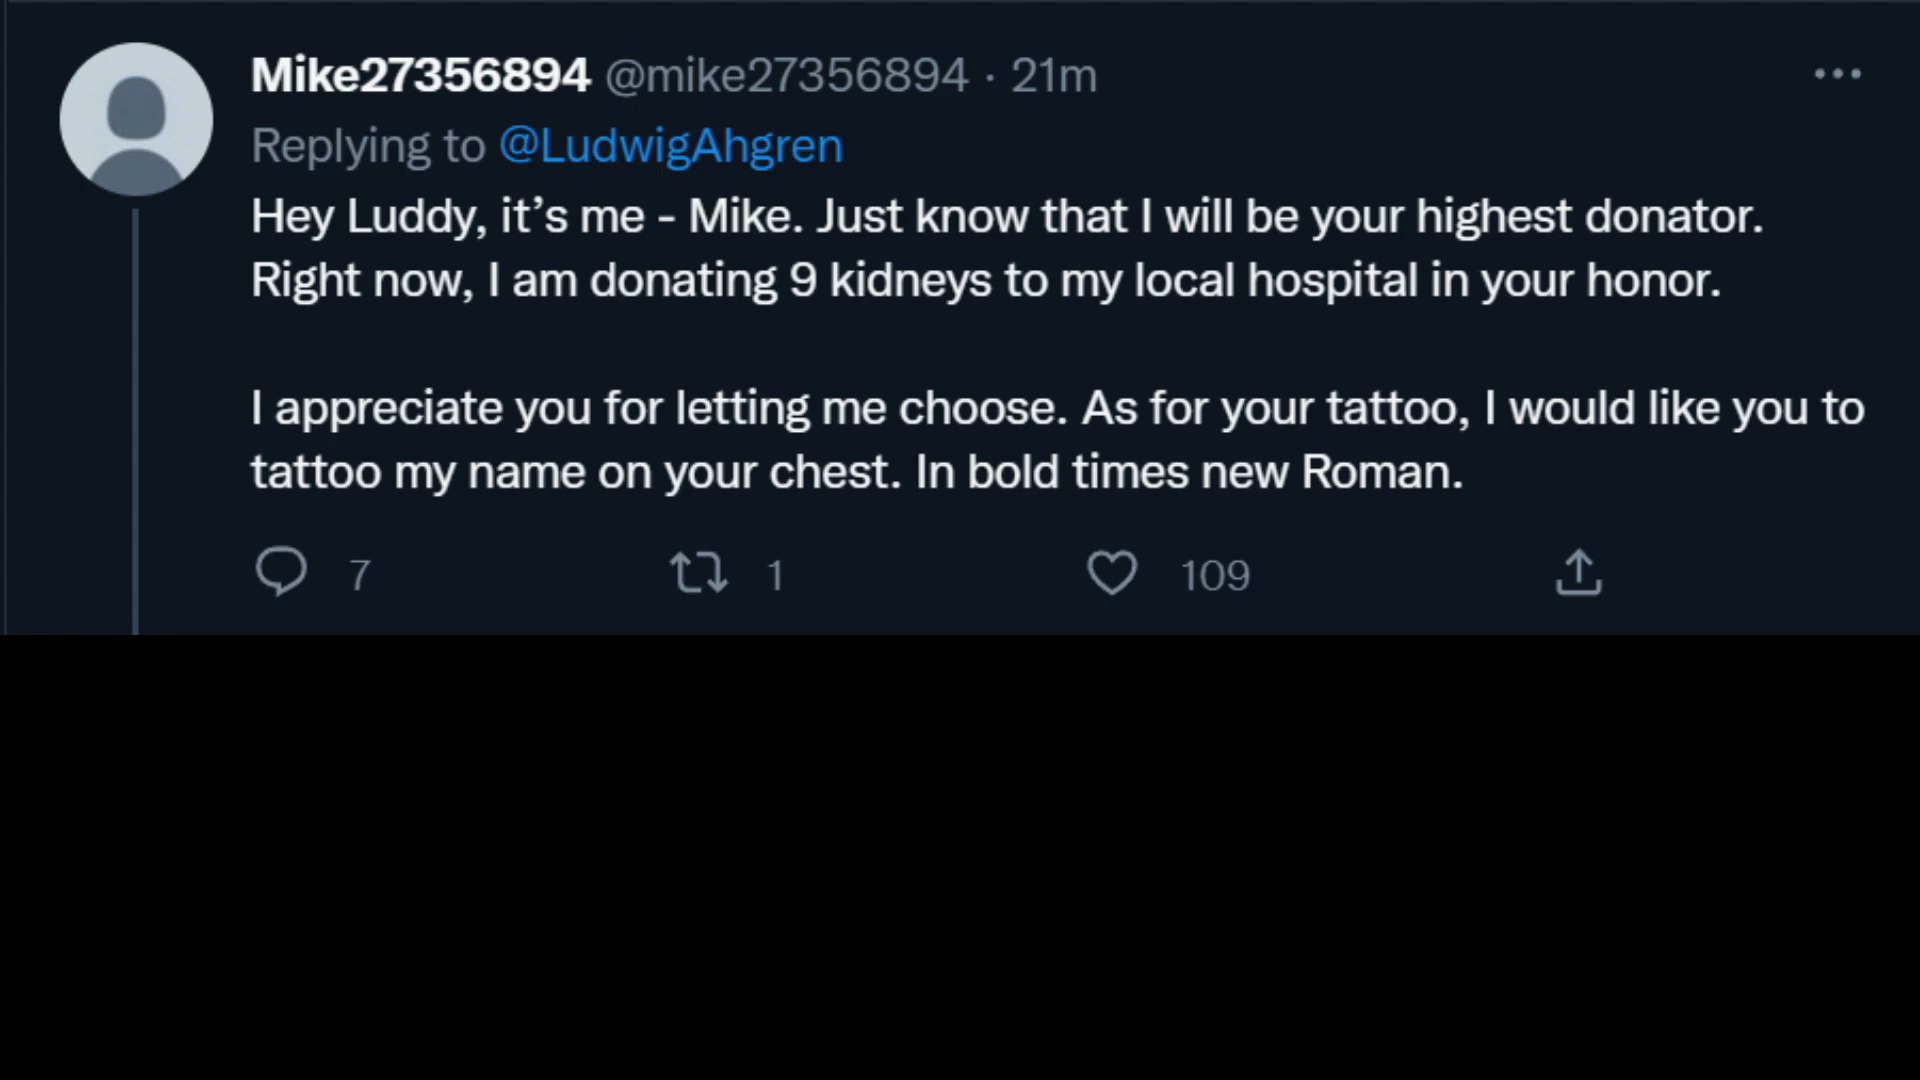 Mike27356894 @mike27356894 · 21m
Replying to @LudwigAhgren
Hey Luddy, it’s me - Mike. Just know that I will be your highest donator.
Right now, I am donating 9 kidneys to my local hospital in your honor.
I appreciate you for letting me choose. As for your tattoo, I would like you to
tattoo my name on your chest. In bold times new Roman.
7 1 109